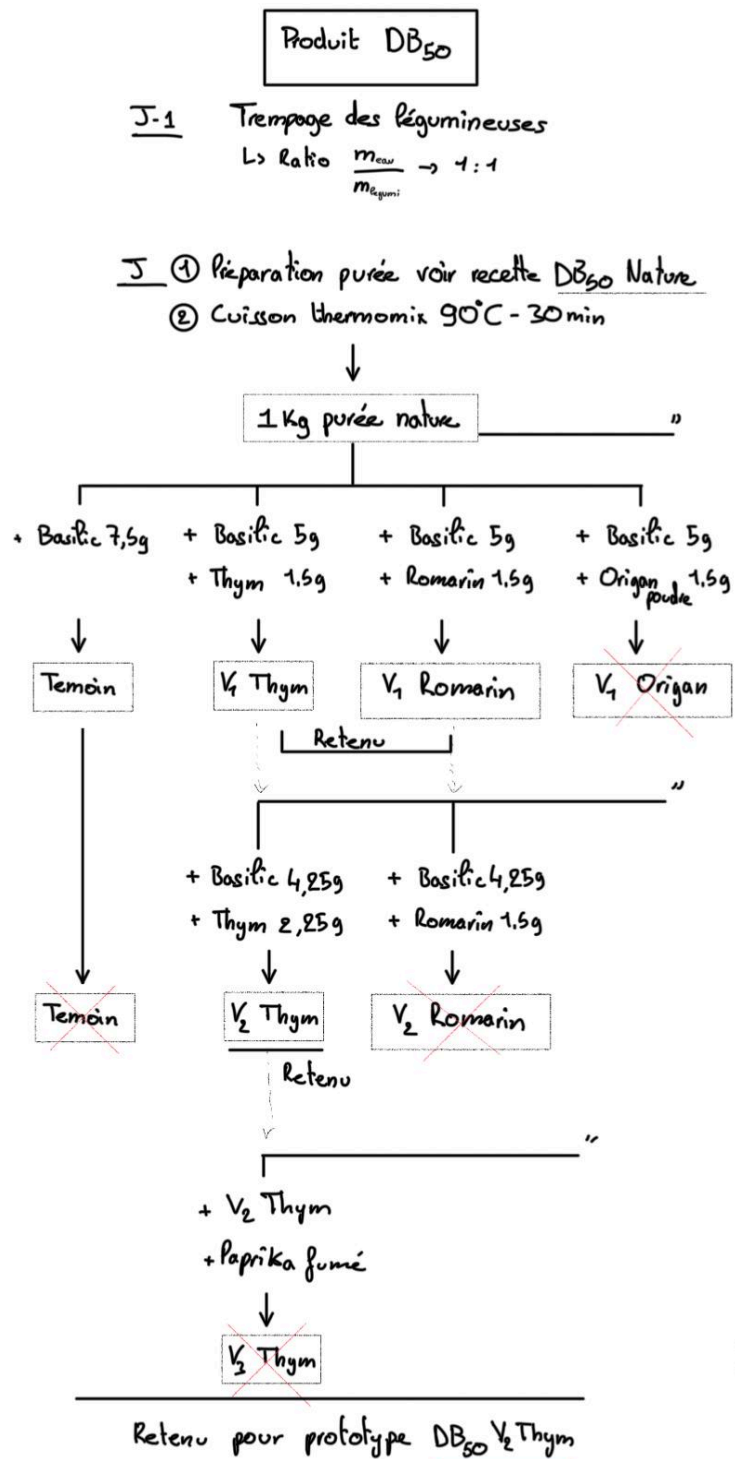 Produit DB50
J-1 Trempage des légumineuses
↳ Ratio m eau / m légumi → 1:1
J ① Préparation purée voir recette DB50 Nature
② Cuisson thermomix 90°C - 30min
1 Kg purée nature "
+ Basilic 7,5g + Basilic 5g + Basilic 5g + Basilic 5g
+ Thym 1,5g + Romarin 1,5g + Origan poudre 1,5g
Temoin V1 Thym V1 Romarin V1 Origan
Retenu
"
+ Basilic 4,25g + Basilic 4,25g
+ Thym 2,25g + Romarin 1,5g
Temoin V2 Thym V2 Romarin
Retenu
"
+ V2 Thym
+ Paprika fumé
V3 Thym
Retenu pour prototype DB50 V2 Thym